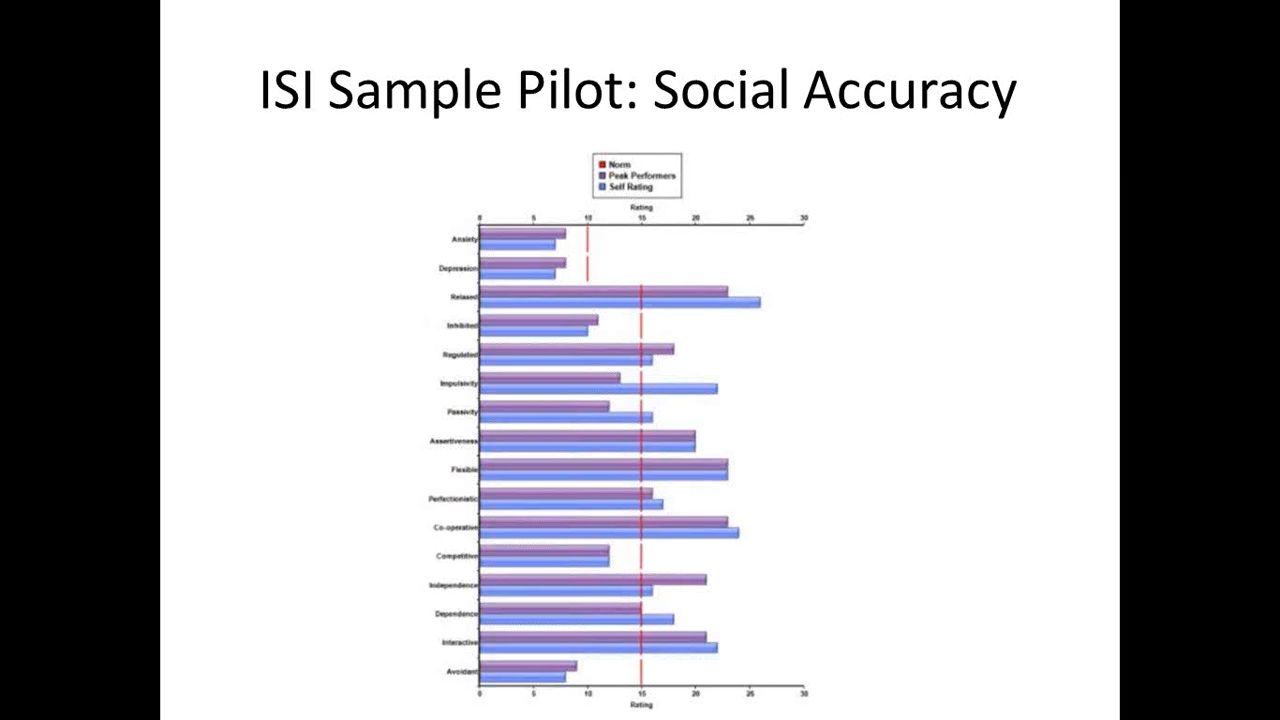 ISI Sample Pilot: Social Accuracy
Norm
Peak Performers
Self Rating
Rating
0 5 10 15 20 25 30
Anxiety
Depression
Relaxed
Inhibited
Regulated
Impulsivity
Passivity
Assertiveness
Flexible
Perfectionistic
Co-operative
Competitive
Independence
Dependence
Interactive
Avoidant
0 5 10 15 20 25 30
Rating